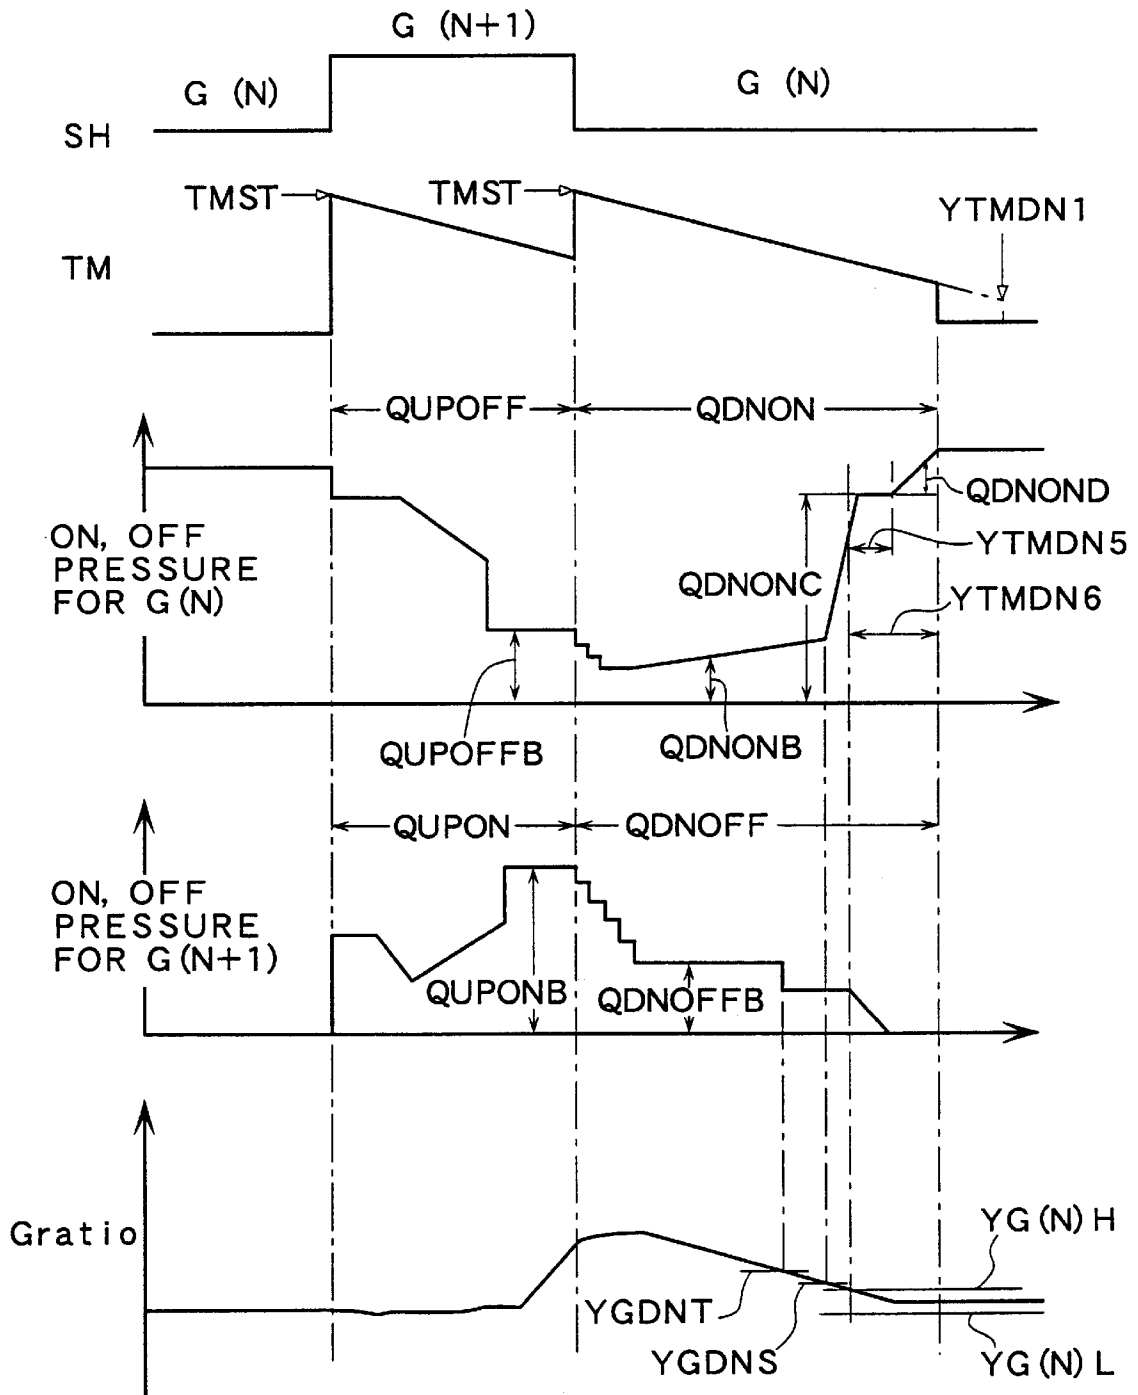 G (N+1)
G (N)
G (N)
SH
TMST
TMST
YTMDN1
TM
QUPOFF
QDNON
QDNOND
ON, OFF
PRESSURE
FOR G(N)
YTMDN5
QDNONC
YTMDN6
QUPOFFB
QDNONB
QUPON
QDNOFF
ON, OFF
PRESSURE
FOR G(N+1)
QUPONB
QDNOFFB
Gratio
YG(N)H
YGDNT
YGDNS
YG(N)L